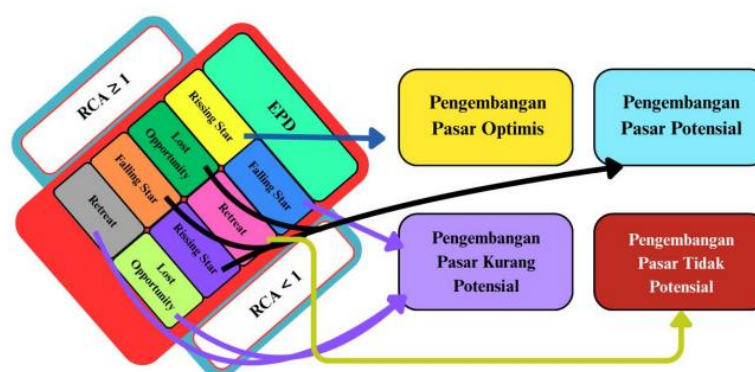 RCA ≥ 1
EPD
Rissing Star
Lost
Opportunity
Falling Star
Retreat
Falling Star
Retreat
Rissing Star
Lost
Opportunity
RCA < 1
Pengembangan
Pasar Optimis
Pengembangan
Pasar Potensial
Pengembangan
Pasar Kurang
Potensial
Pengembangan
Pasar Tidak
Potensial